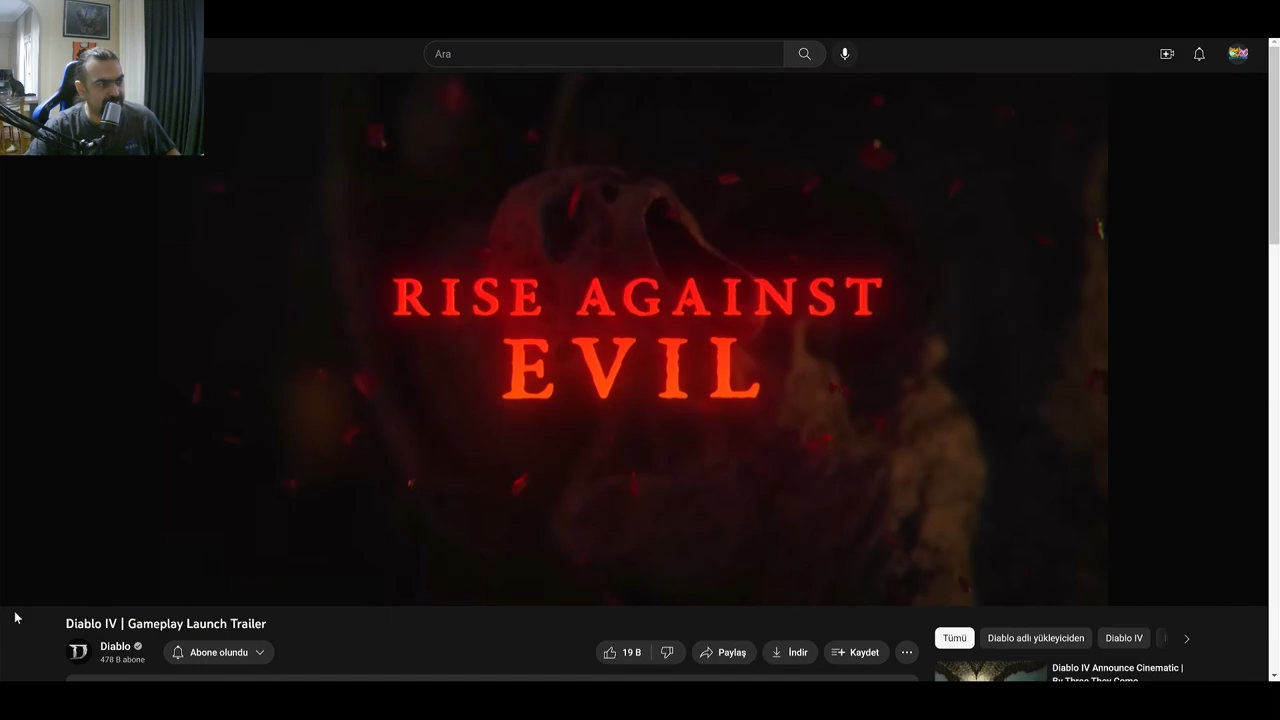 Ara
RISE AGAINST
EVIL
Diablo IV | Gameplay Launch Trailer
Diablo
478 B abone
Abone olundu
19 B
Paylaş
İndir
Kaydet
Tümü
Diablo adlı yükleyiciden
Diablo IV
Diablo IV Announce Cinematic |
By Three They Come